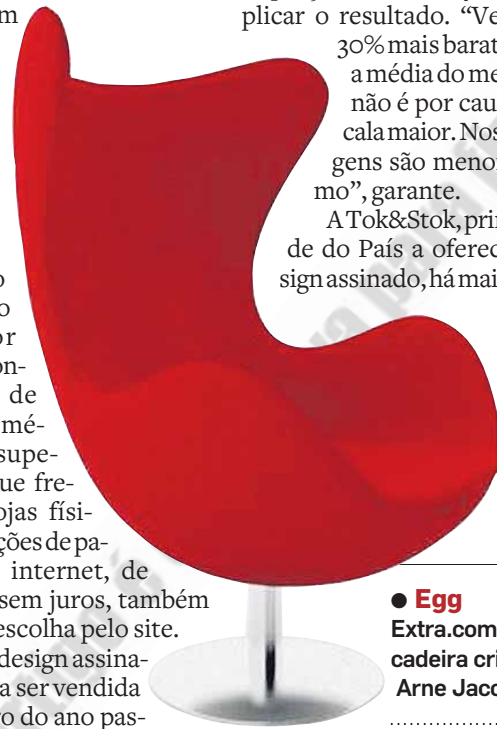 m
o
o
or
on-
de
mé-
supe-
ue fre-
ojas físi-
ções de pa-
internet, de
sem juros, também
escolha pelo site.
design assina-
a ser vendida
ro do ano pas-
plicar o resultado. “Ve
30% mais barat
a média do me
não é por cau
cala maior. Nos
gens são menor
mo”, garante.
A Tok&Stok, pri
de do País a oferec
sign assinado, há mai
● Egg
Extra.com
cadeira cri
Arne Jac